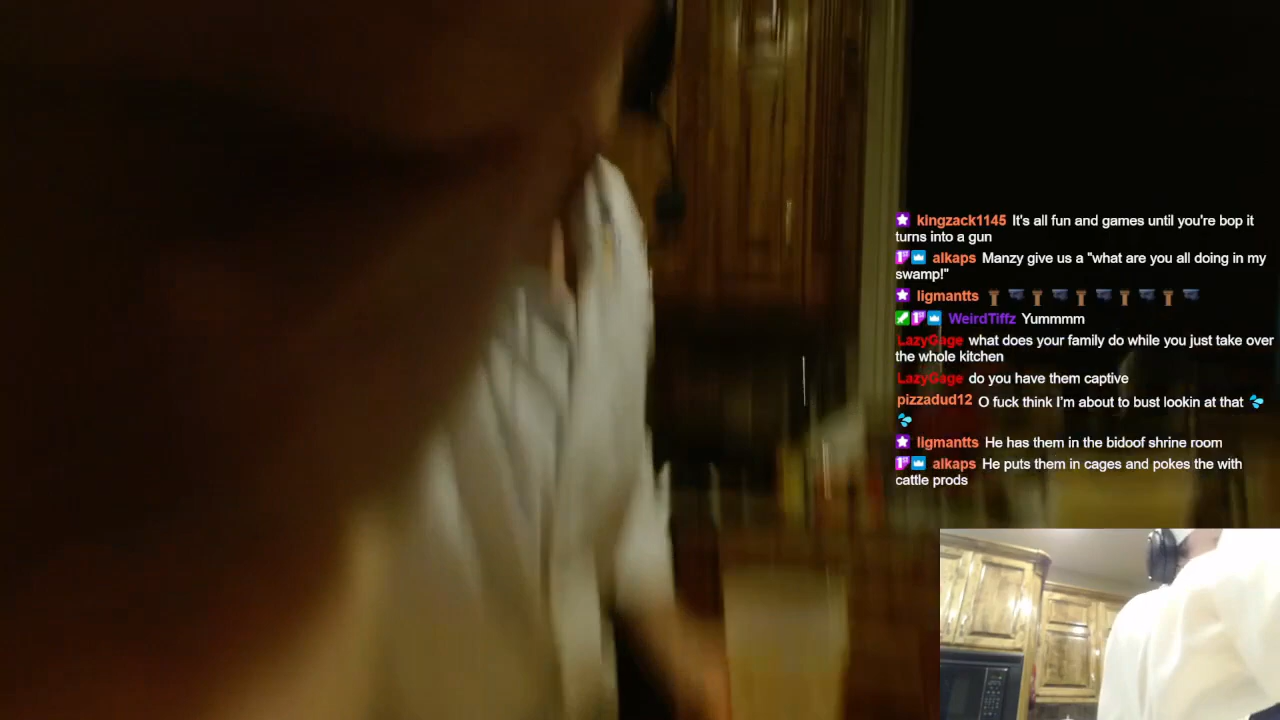 kingzack1145 It's all fun and games until you're bop it
turns into a gun
alkaps Manzy give us a "what are you all doing in my
swamp!"
ligmantts
WeirdTiffz Yummmm
LazyGage what does your family do while you just take over
the whole kitchen
LazyGage do you have them captive
pizzadud12 O fuck think I'm about to bust lookin at that
ligmantts He has them in the bidoof shrine room
alkaps He puts them in cages and pokes the with
cattle prods